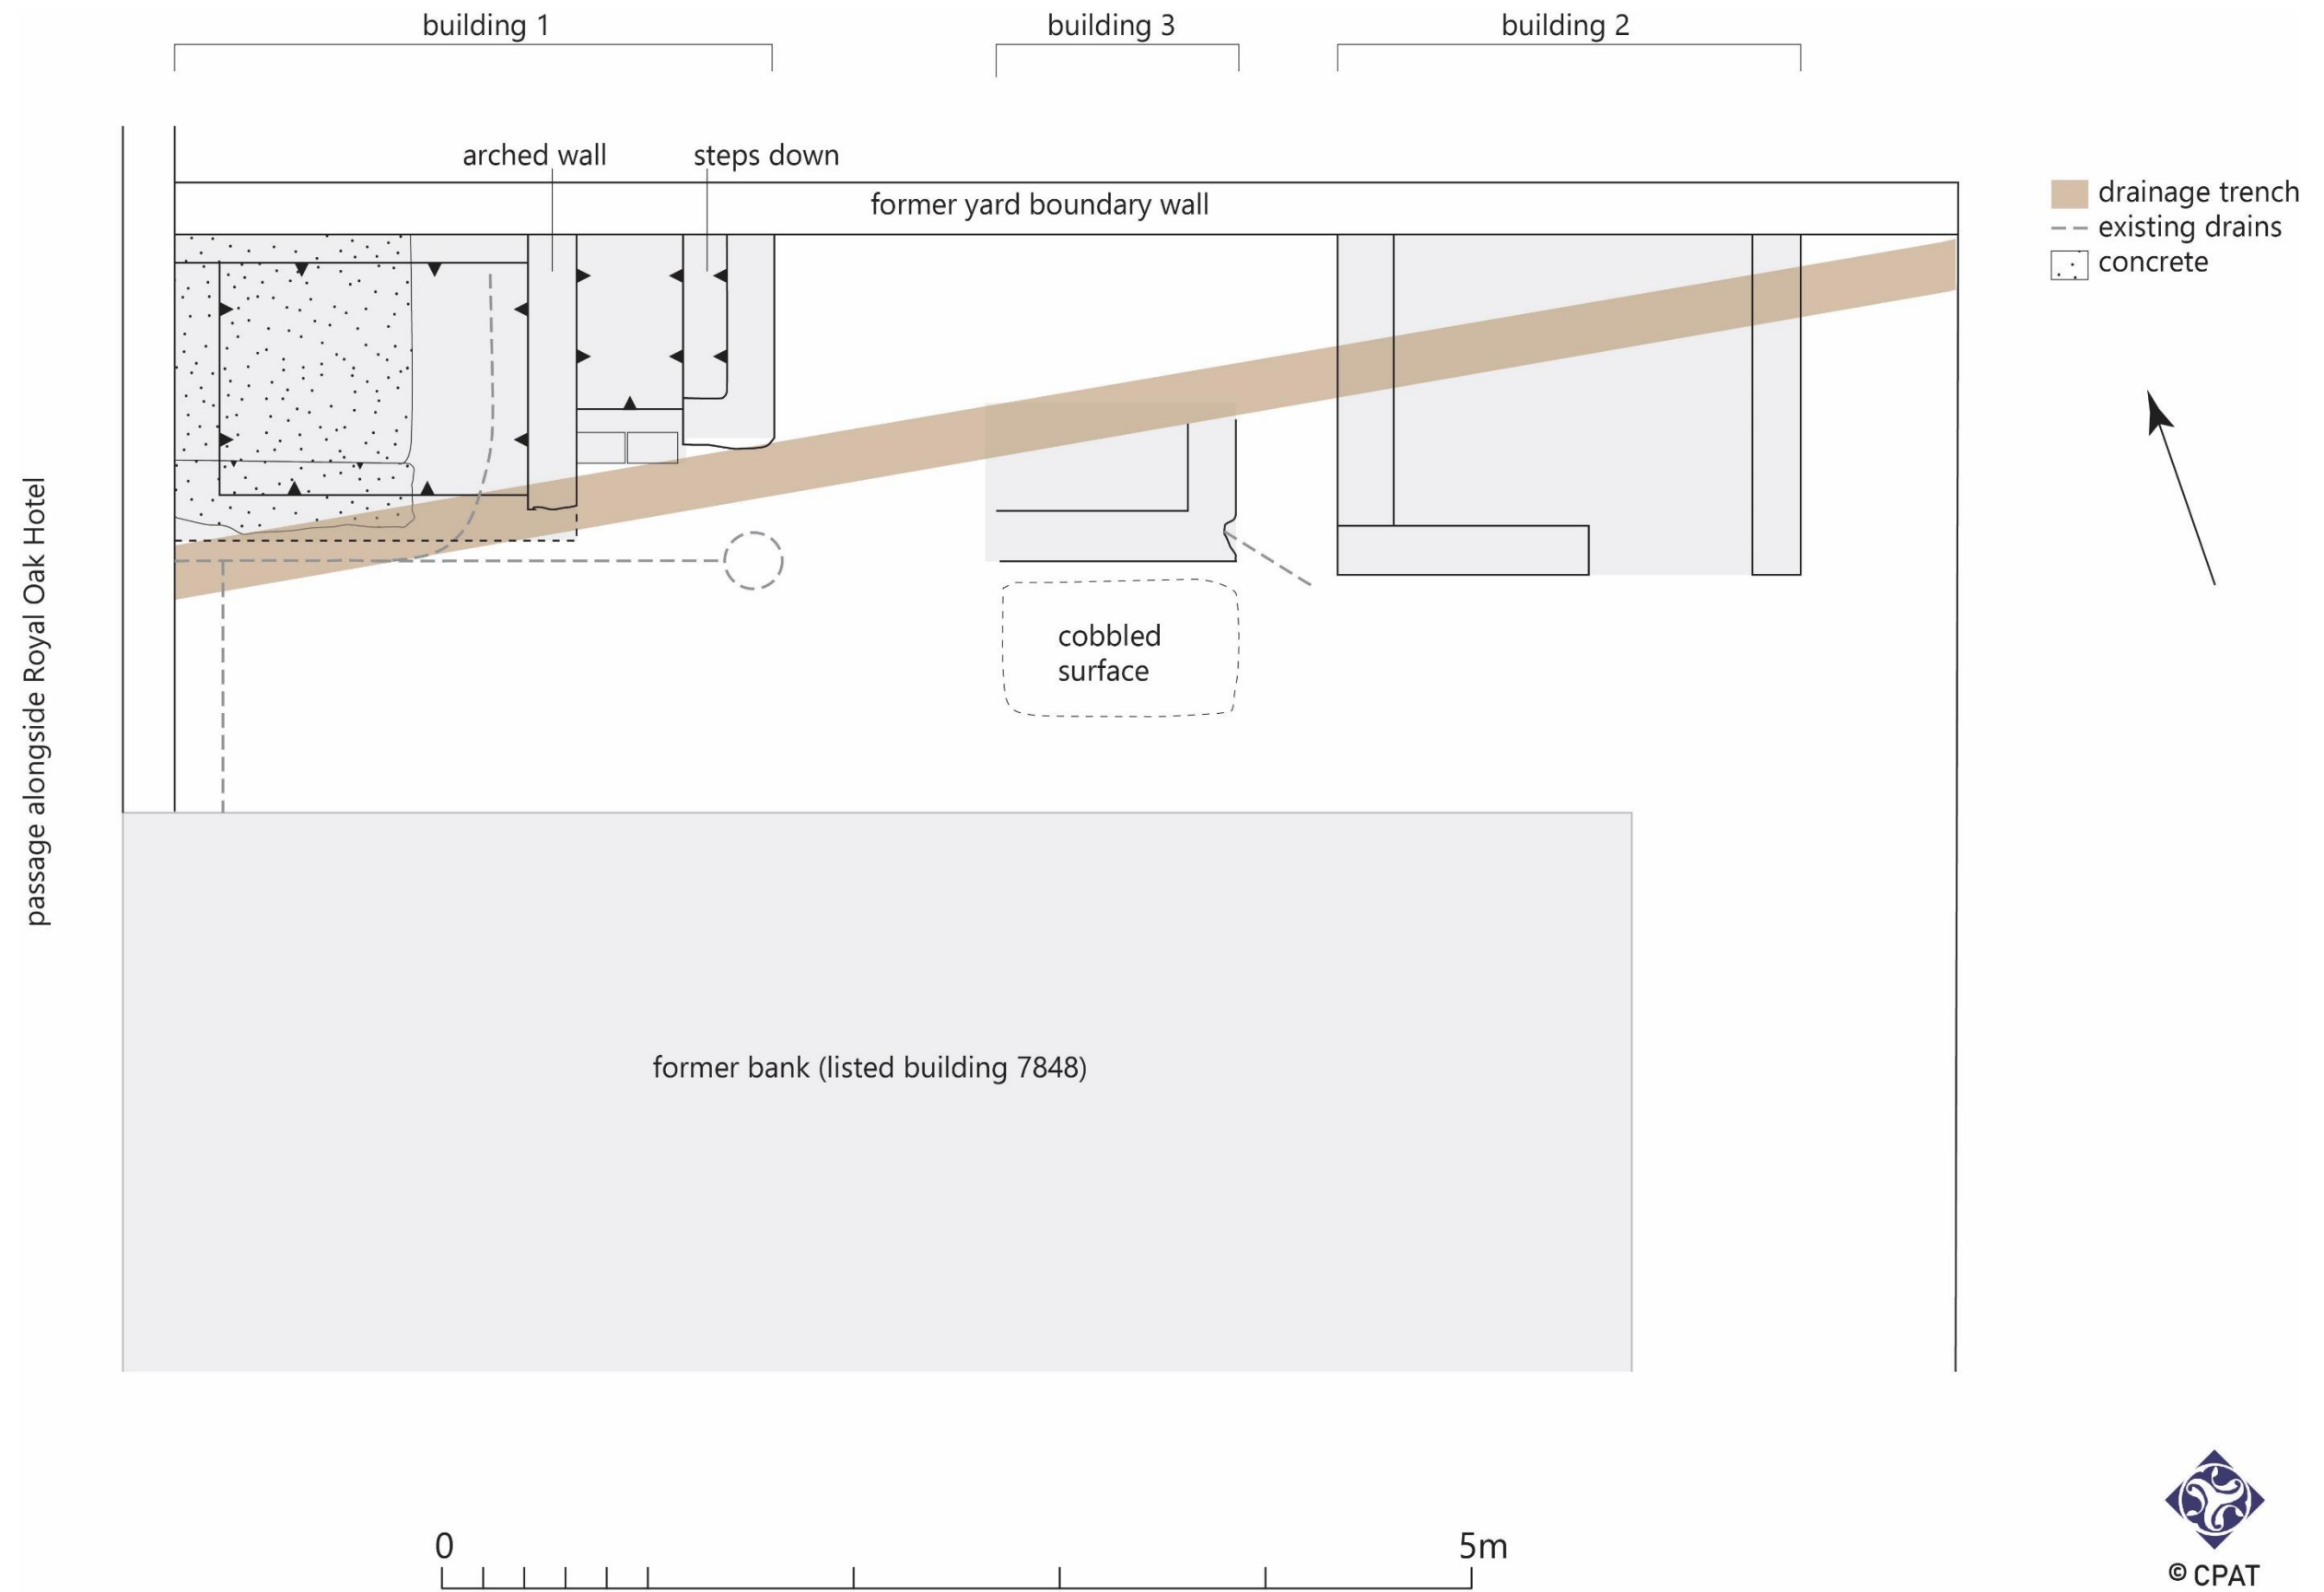 building 1
building 3
building 2
arched wall
steps down
former yard boundary wall
drainage trench
existing drains
concrete
passage alongside Royal Oak Hotel
cobbled
surface
former bank (listed building 7848)
0
5m
© CPAT